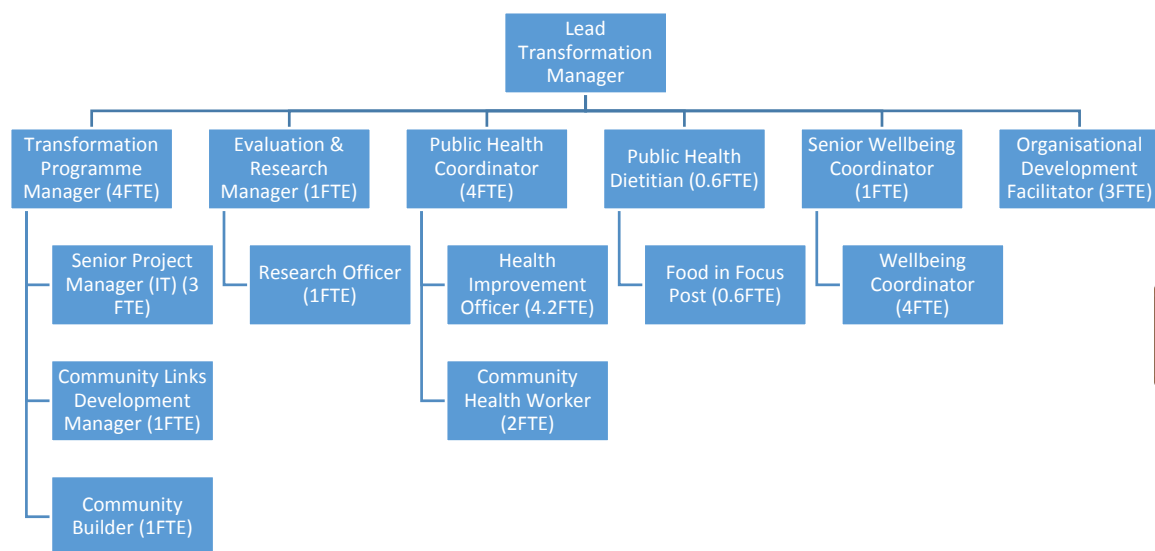 Lead
Transformation
Manager
Transformation
Programme
Manager (4FTE)
Evaluation &
Research
Manager (1FTE)
Public Health
Coordinator
(4FTE)
Public Health
Dietitian (0.6FTE)
Senior Wellbeing
Coordinator
(1FTE)
Organisational
Development
Facilitator (3FTE)
Senior Project
Manager (IT) (3
FTE)
Research Officer
(1FTE)
Health
Improvement
Officer (4.2FTE)
Food in Focus
Post (0.6FTE)
Wellbeing
Coordinator
(4FTE)
Community Links
Development
Manager (1FTE)
Community
Health Worker
(2FTE)
Community
Builder (1FTE)